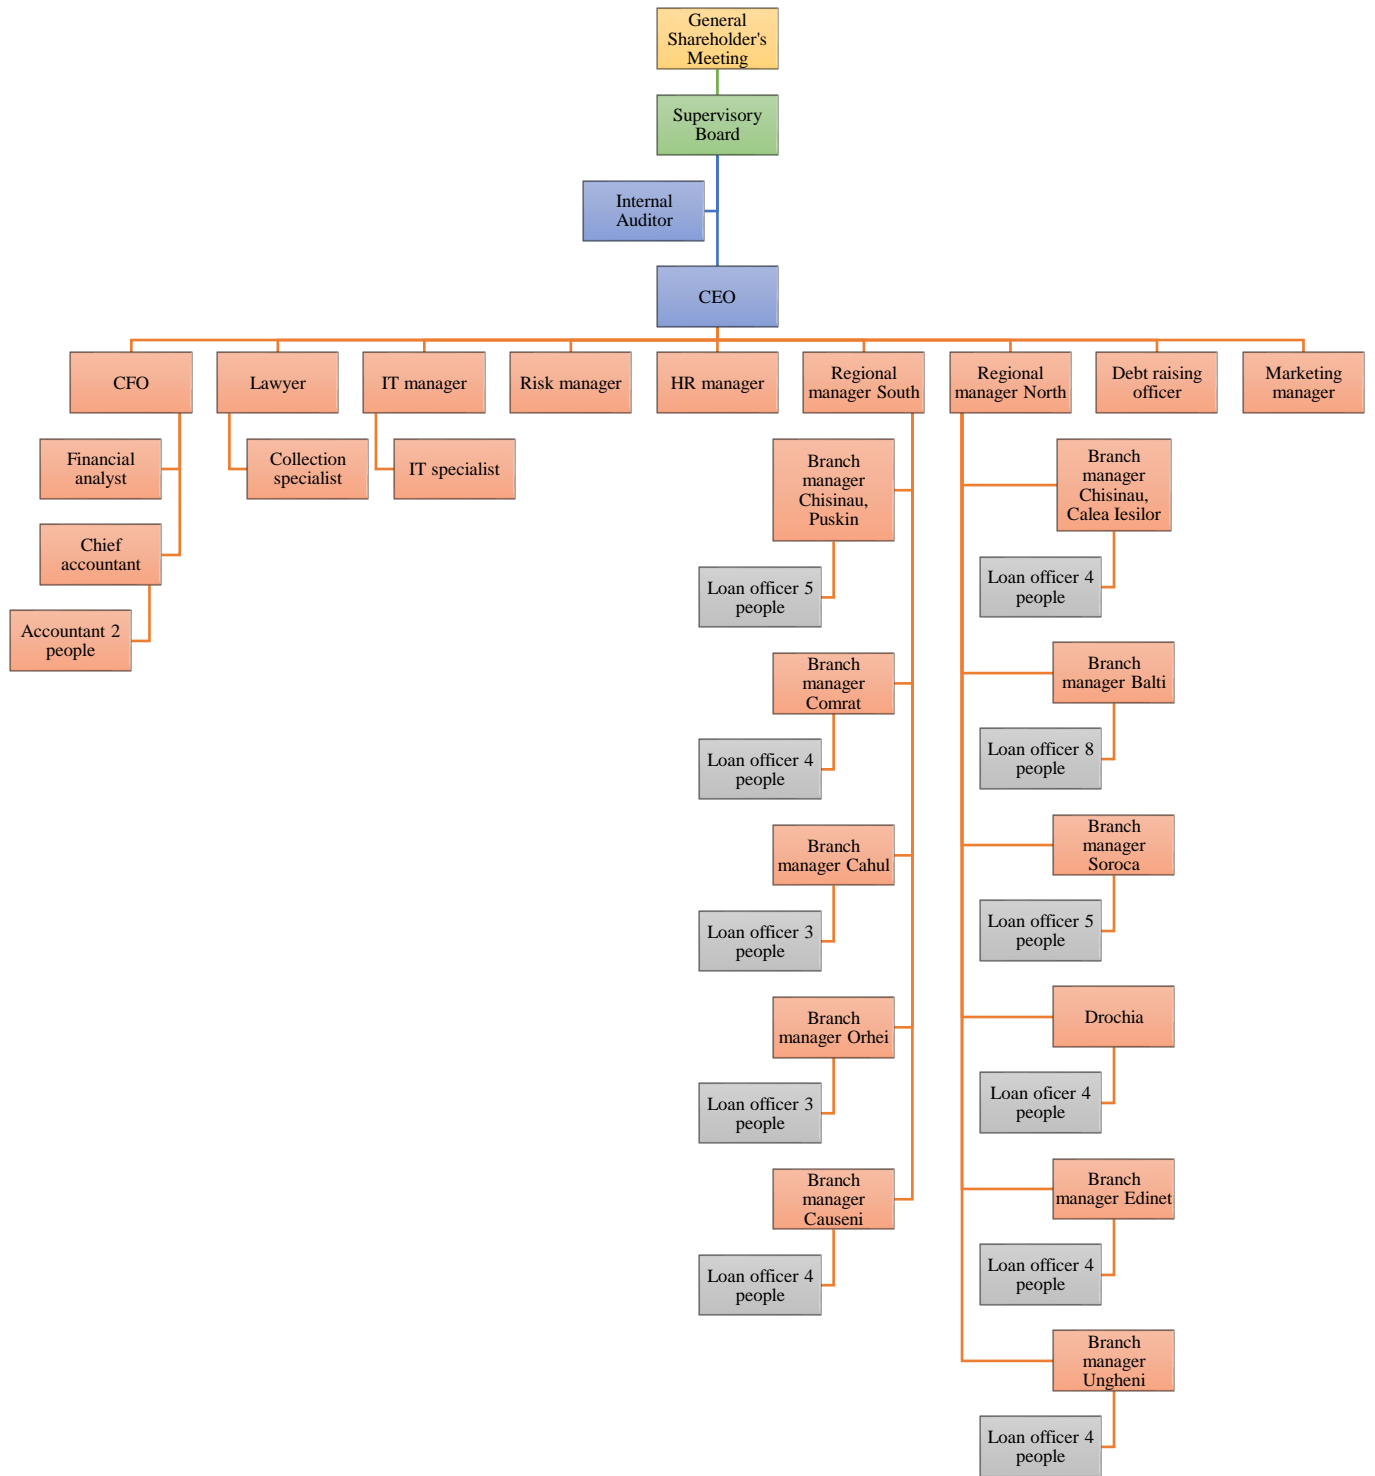 General
Shareholder's
Meeting
Supervisory
Board
Internal
Auditor
CEO
CFO
Lawyer
IT manager
Risk manager
HR manager
Regional
manager South
Regional
manager North
Debt raising
officer
Marketing
manager
Financial
analyst
Chief
accountant
Accountant 2
people
Collection
specialist
IT specialist
Branch
manager
Chisinau,
Puskin
Loan officer 5
people
Branch
manager
Comrat
Loan officer 4
people
Branch
manager Cahul
Loan officer 3
people
Branch
manager Orhei
Loan officer 3
people
Branch
manager
Causeni
Loan officer 4
people
Branch
manager
Chisinau,
Calea Iesilor
Loan officer 4
people
Branch
manager Balti
Loan officer 8
people
Branch
manager
Soroca
Loan officer 5
people
Drochia
Loan oficer 4
people
Branch
manager Edinet
Loan officer 4
people
Branch
manager
Ungheni
Loan officer 4
people